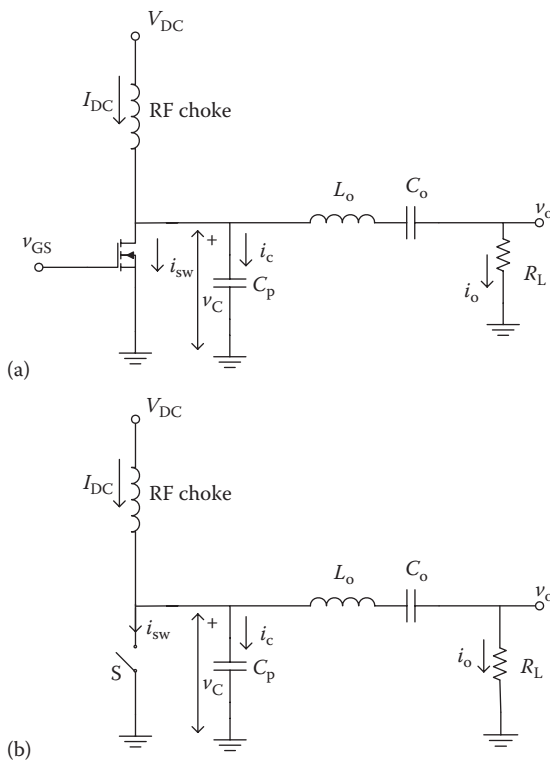 V_DC
I_DC
RF choke
L_o
C_o
v_o
v_GS
i_sw
+
v_C
i_c
C_p
i_o
R_L
(a)
V_DC
I_DC
RF choke
L_o
C_o
v_o
i_sw
+
S
v_C
i_c
C_p
i_o
R_L
(b)